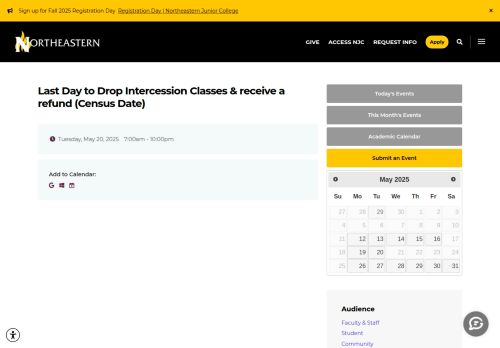 Sign up for Fall 2025 Registration Day Registration Day | Northeastern Junior College ×
NORTHEASTERN GIVE ACCESS NJC REQUEST INFO Apply
Last Day to Drop Intercession Classes & receive a
refund (Census Date)
Tuesday, May 20, 2025 7:00am - 10:00pm
Add to Calendar:
Today's Events
This Month's Events
Academic Calendar
Submit an Event
May 2025
Su Mo Tu We Th Fr Sa
27 28 29 30 1 2 3
4 5 6 7 8 9 10
11 12 13 14 15 16 17
18 19 20 21 22 23 24
25 26 27 28 29 30 31
Audience
Faculty & Staff
Student
Community